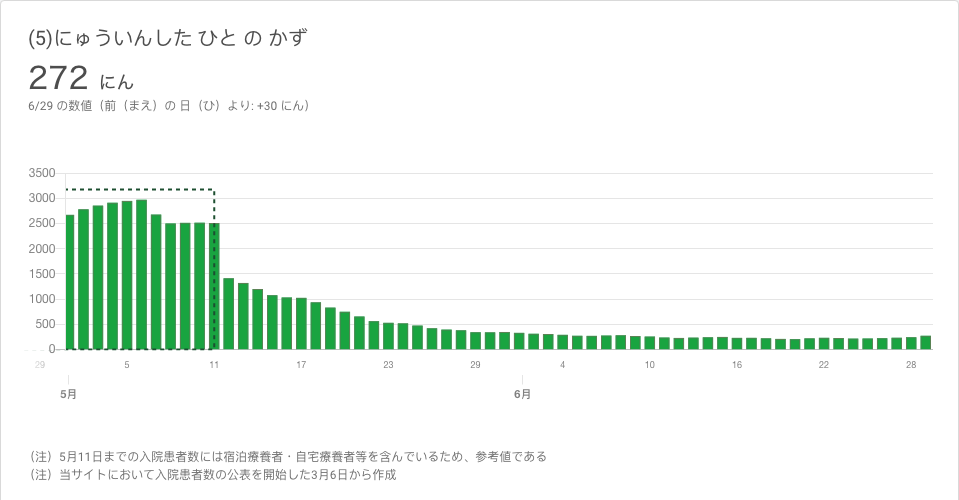 (5)にゅういんした ひと の かず
272 にん
6/29 の数値（前（まえ）の 日（ひ）より: +30 にん）
3500
3000
2500
2000
1500
1000
500
0
29 5 11 17 23 29 4 10 16 22 28
5月 6月
（注）5月11日までの入院患者数には宿泊療養者・自宅療養者等を含んでいるため、参考値である
（注）当サイトにおいて入院患者数の公表を開始した3月6日から作成